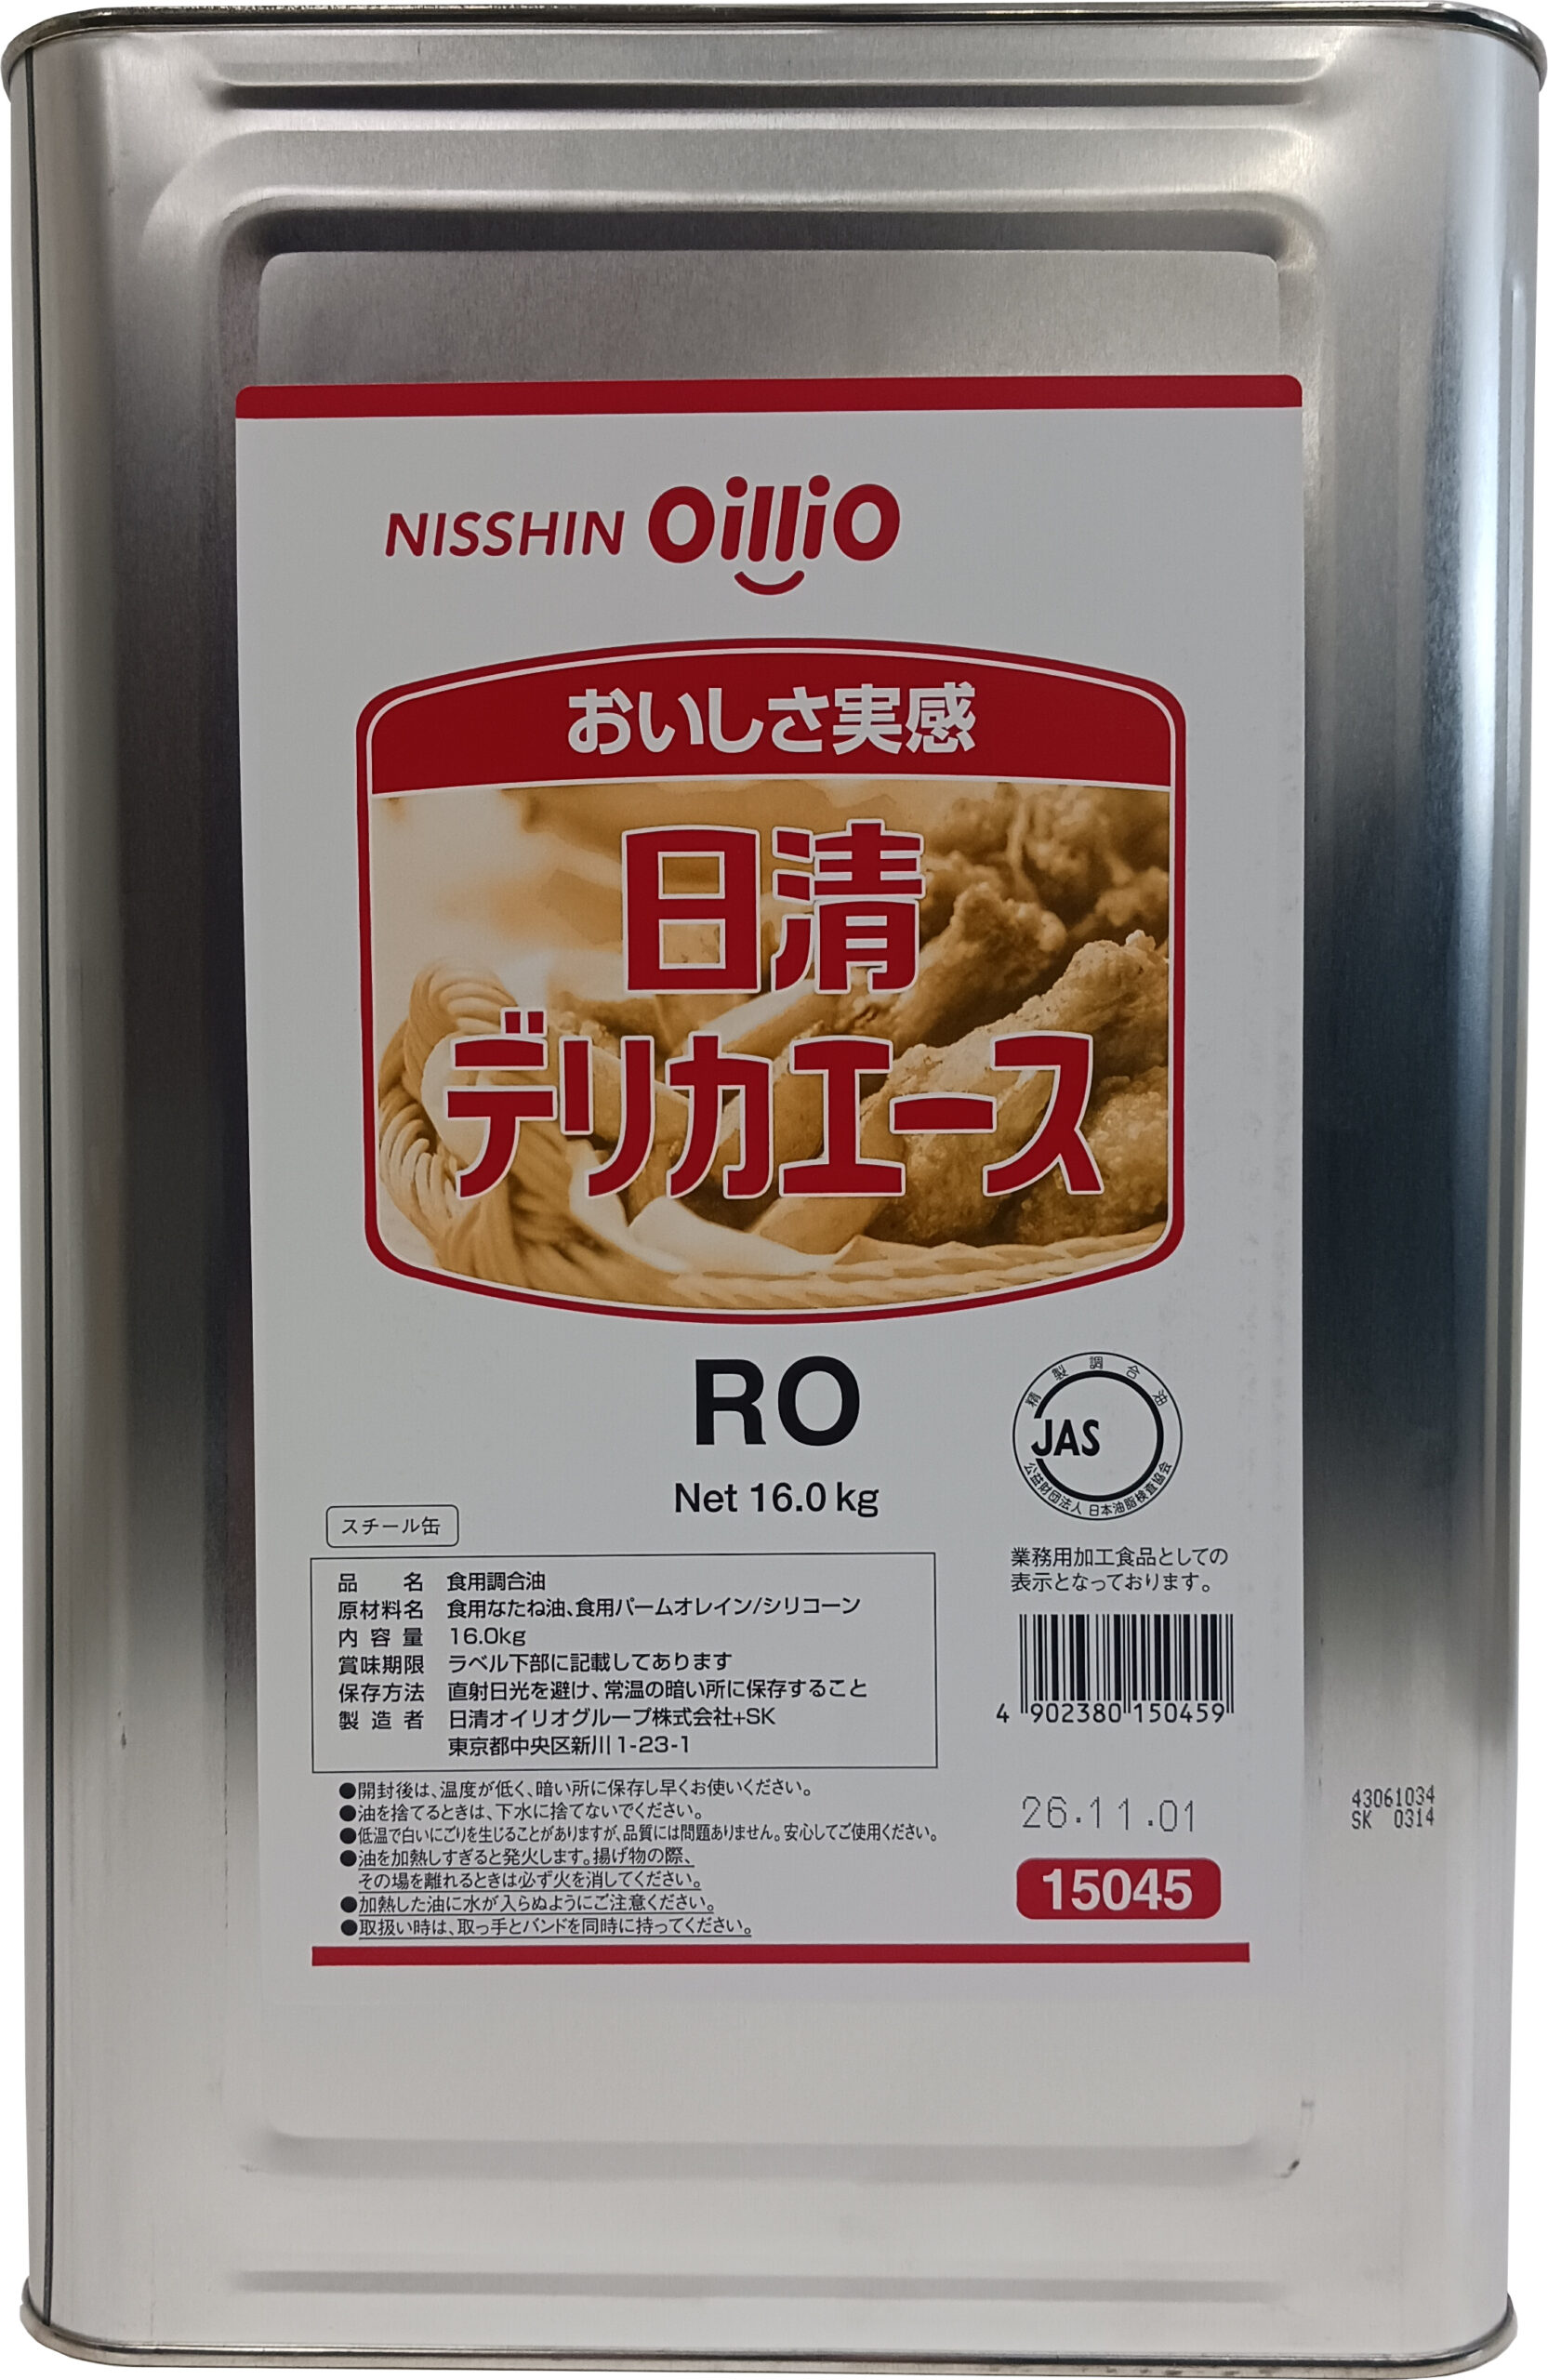 NISSHIN OilliO
おいしさ実感
日清
デリカエース
RO
Net 16.0 kg
精製調合油
JAS
公益財団法人 日本油脂検査協会
スチール缶
品名 食用調合油
原材料名 食用なたね油、食用パームオレイン/シリコーン
内容量 16.0kg
賞味期限 ラベル下部に記載してあります
保存方法 直射日光を避け、常温の暗い所に保存すること
製造者 日清オイリオグループ株式会社+SK
東京都中央区新川1-23-1
業務用加工食品としての
表示となっております。
4 902380 150459
●開封後は、温度が低く、暗い所に保存し早くお使いください。
●油を捨てるときは、下水に捨てないでください。
●低温で白いにごりを生じることがありますが、品質には問題ありません。安心してご使用ください。
●油を加熱しすぎると発火します。揚げ物の際、
その場を離れるときは必ず火を消してください。
●加熱した油に水が入らぬようにご注意ください。
●取扱い時は、取っ手とバンドを同時に持ってください。
26.11.01
15045
43061034
SK 0314